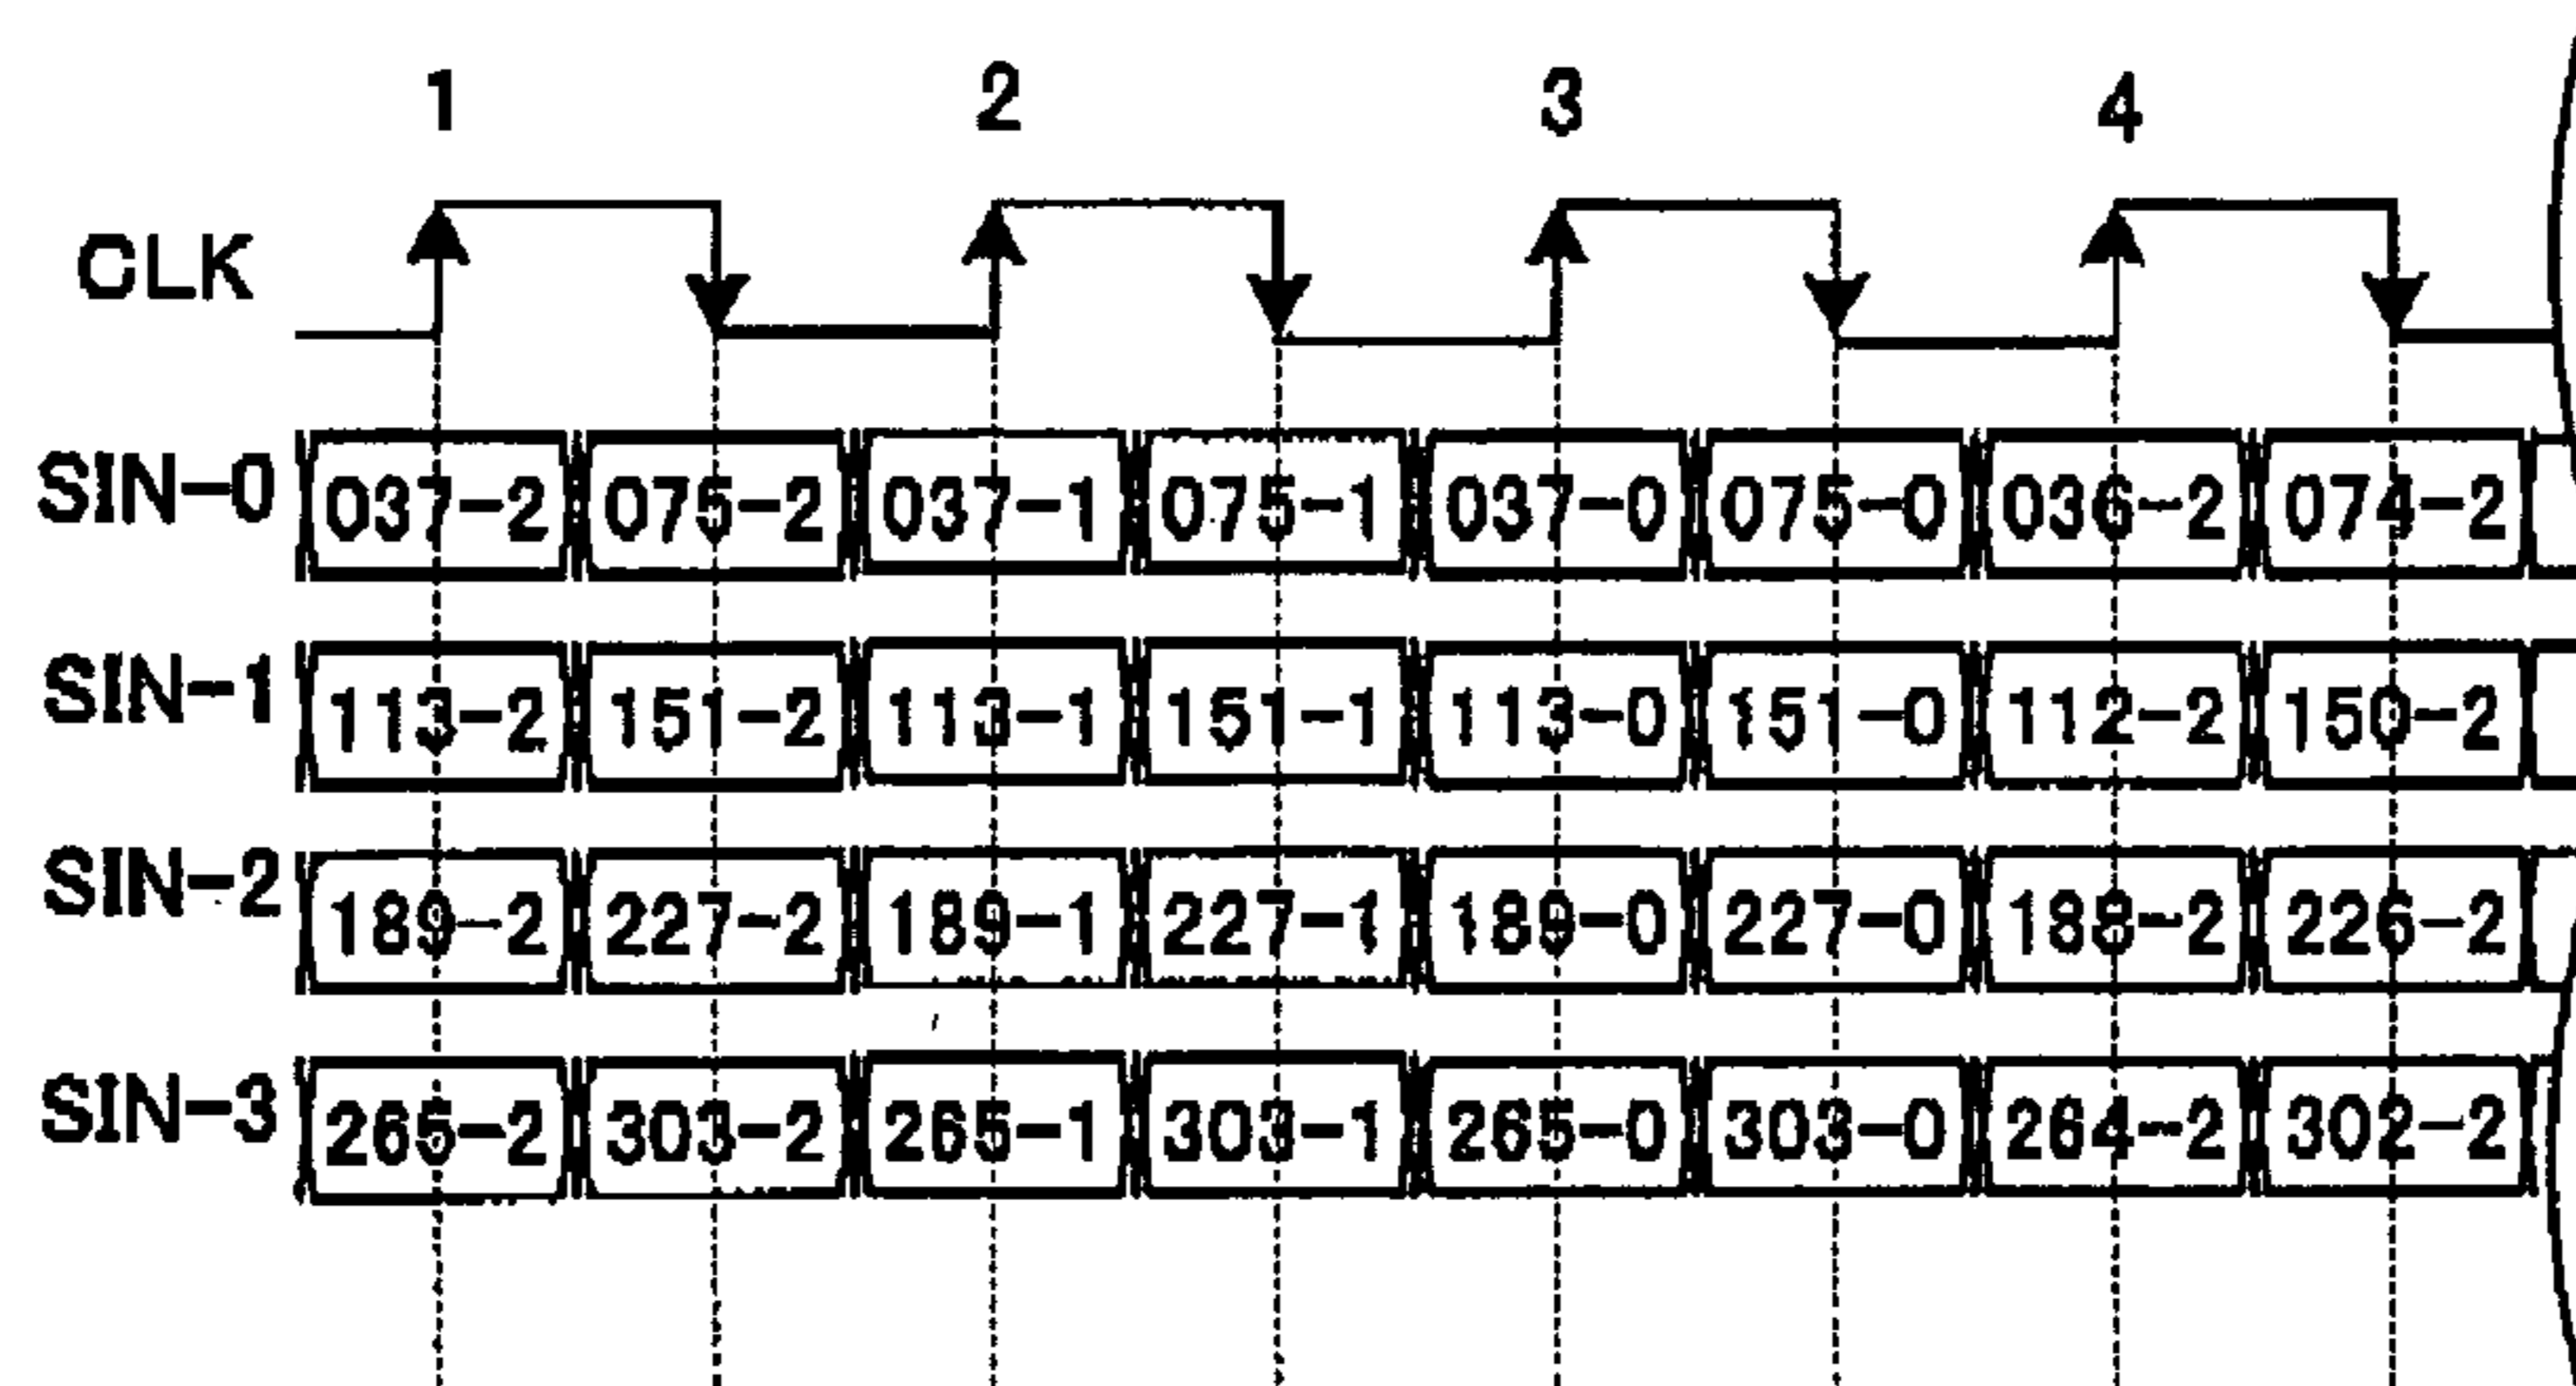 1 2 3 4
CLK
SIN-0 037-2 075-2 037-1 075-1 037-0 075-0 036-2 074-2
SIN-1 113-2 151-2 113-1 151-1 113-0 151-0 112-2 150-2
SIN-2 189-2 227-2 189-1 227-1 189-0 227-0 188-2 226-2
SIN-3 265-2 303-2 265-1 303-1 265-0 303-0 264-2 302-2